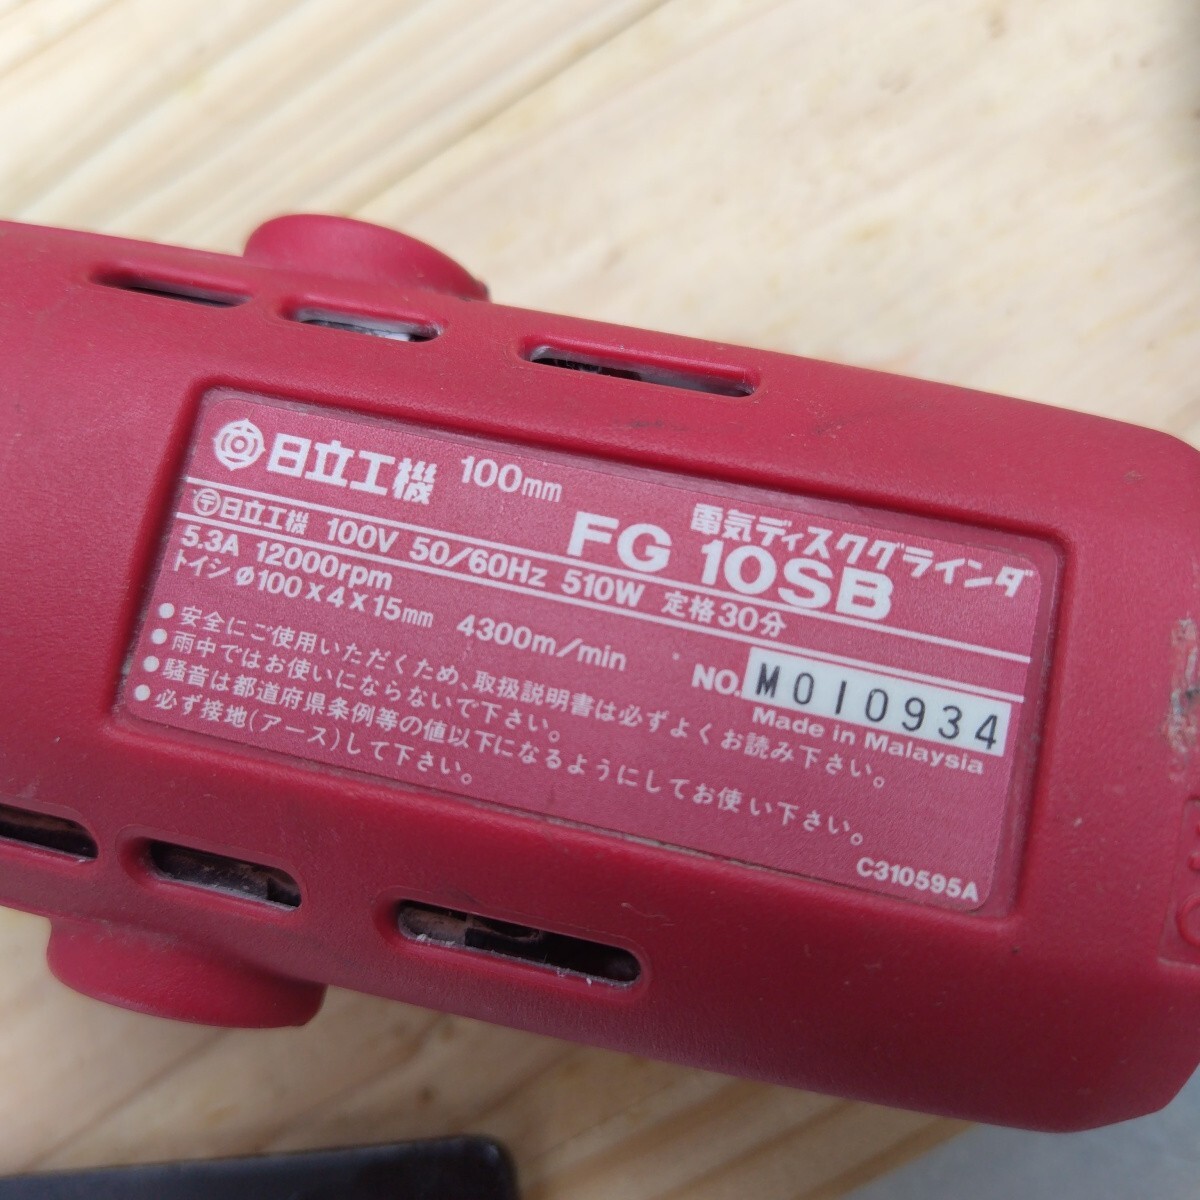 日立工機 100mm 電気ディスクグラインダ
FG 10SB
〒日立工機 100V 50/60Hz 510W 定格30分
5.3A 12000rpm
トイシ ø100×4×15mm 4300m/min
NO. M010934
Made in Malaysia
●安全にご使用いただくため、取扱説明書は必ずよくお読み下さい。
●雨中ではお使いにならないで下さい。
●騒音は都道府県条例等の値以下になるようにしてお使い下さい。
●必ず接地(アース)して下さい。
C310595A